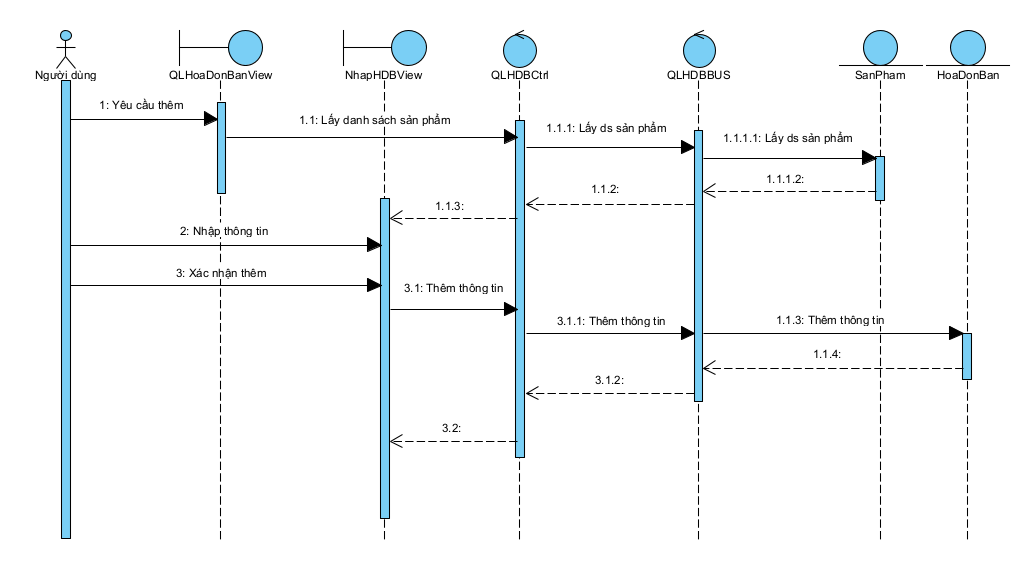 Người dùng
QLHoaDonBanView
NhapHDBView
QLHDBCtrl
QLHDBBUS
SanPham
HoaDonBan
1: Yêu cầu thêm
1.1: Lấy danh sách sản phẩm
1.1.1: Lấy ds sản phẩm
1.1.1.1: Lấy ds sản phẩm
1.1.1.2:
1.1.2:
1.1.3:
2: Nhập thông tin
3: Xác nhận thêm
3.1: Thêm thông tin
3.1.1: Thêm thông tin
1.1.3: Thêm thông tin
1.1.4:
3.1.2:
3.2: